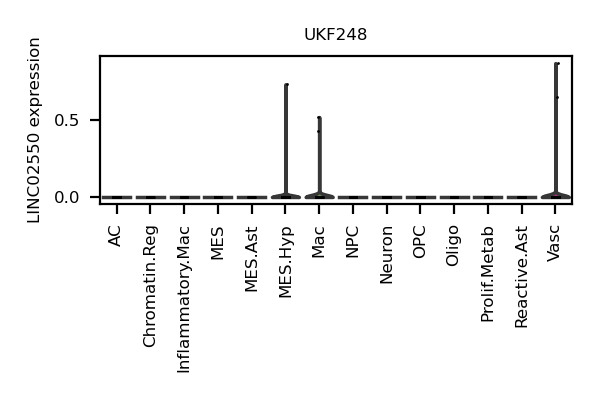 UKF248
LINC02550 expression
0.5
0.0
AC
Chromatin.Reg
Inflammatory.Mac
MES
MES.Ast
MES.Hyp
Mac
NPC
Neuron
OPC
Oligo
Prolif.Metab
Reactive.Ast
Vasc